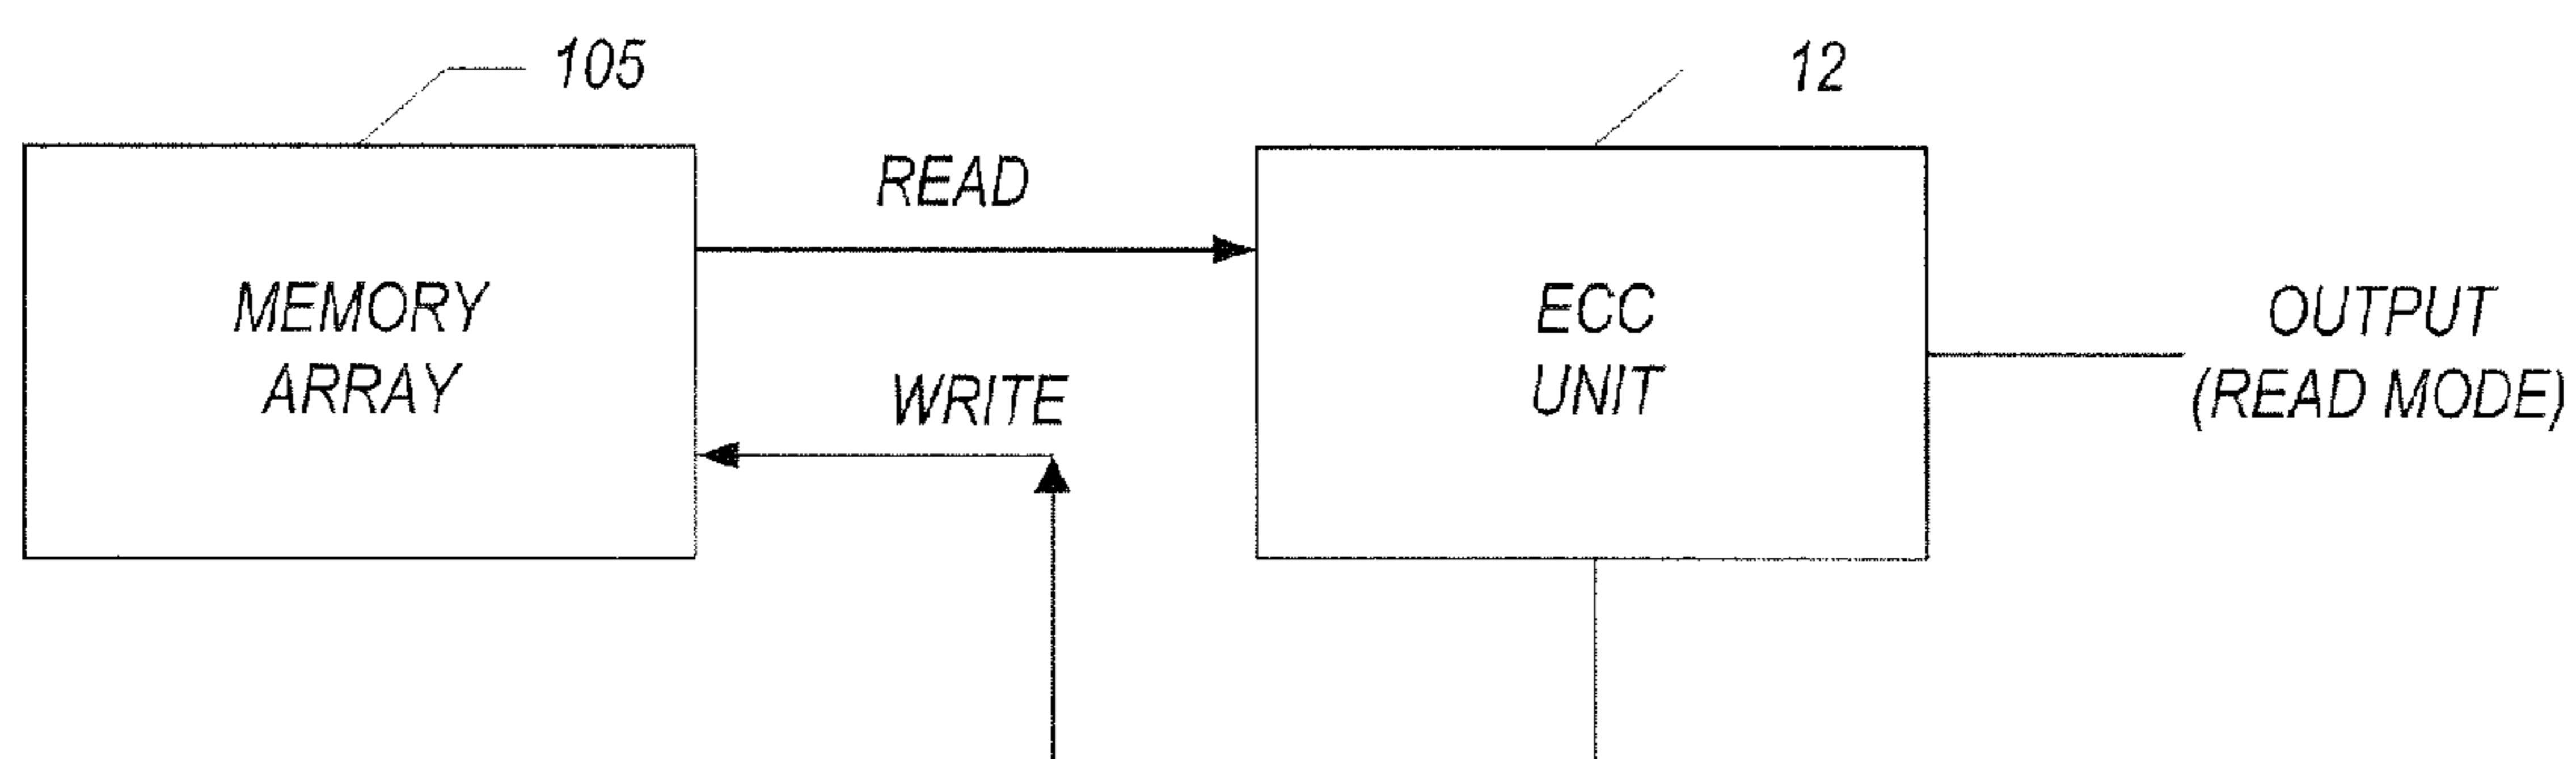 105
12
READ
MEMORY
ARRAY
ECC
UNIT
OUTPUT
(READ MODE)
WRITE